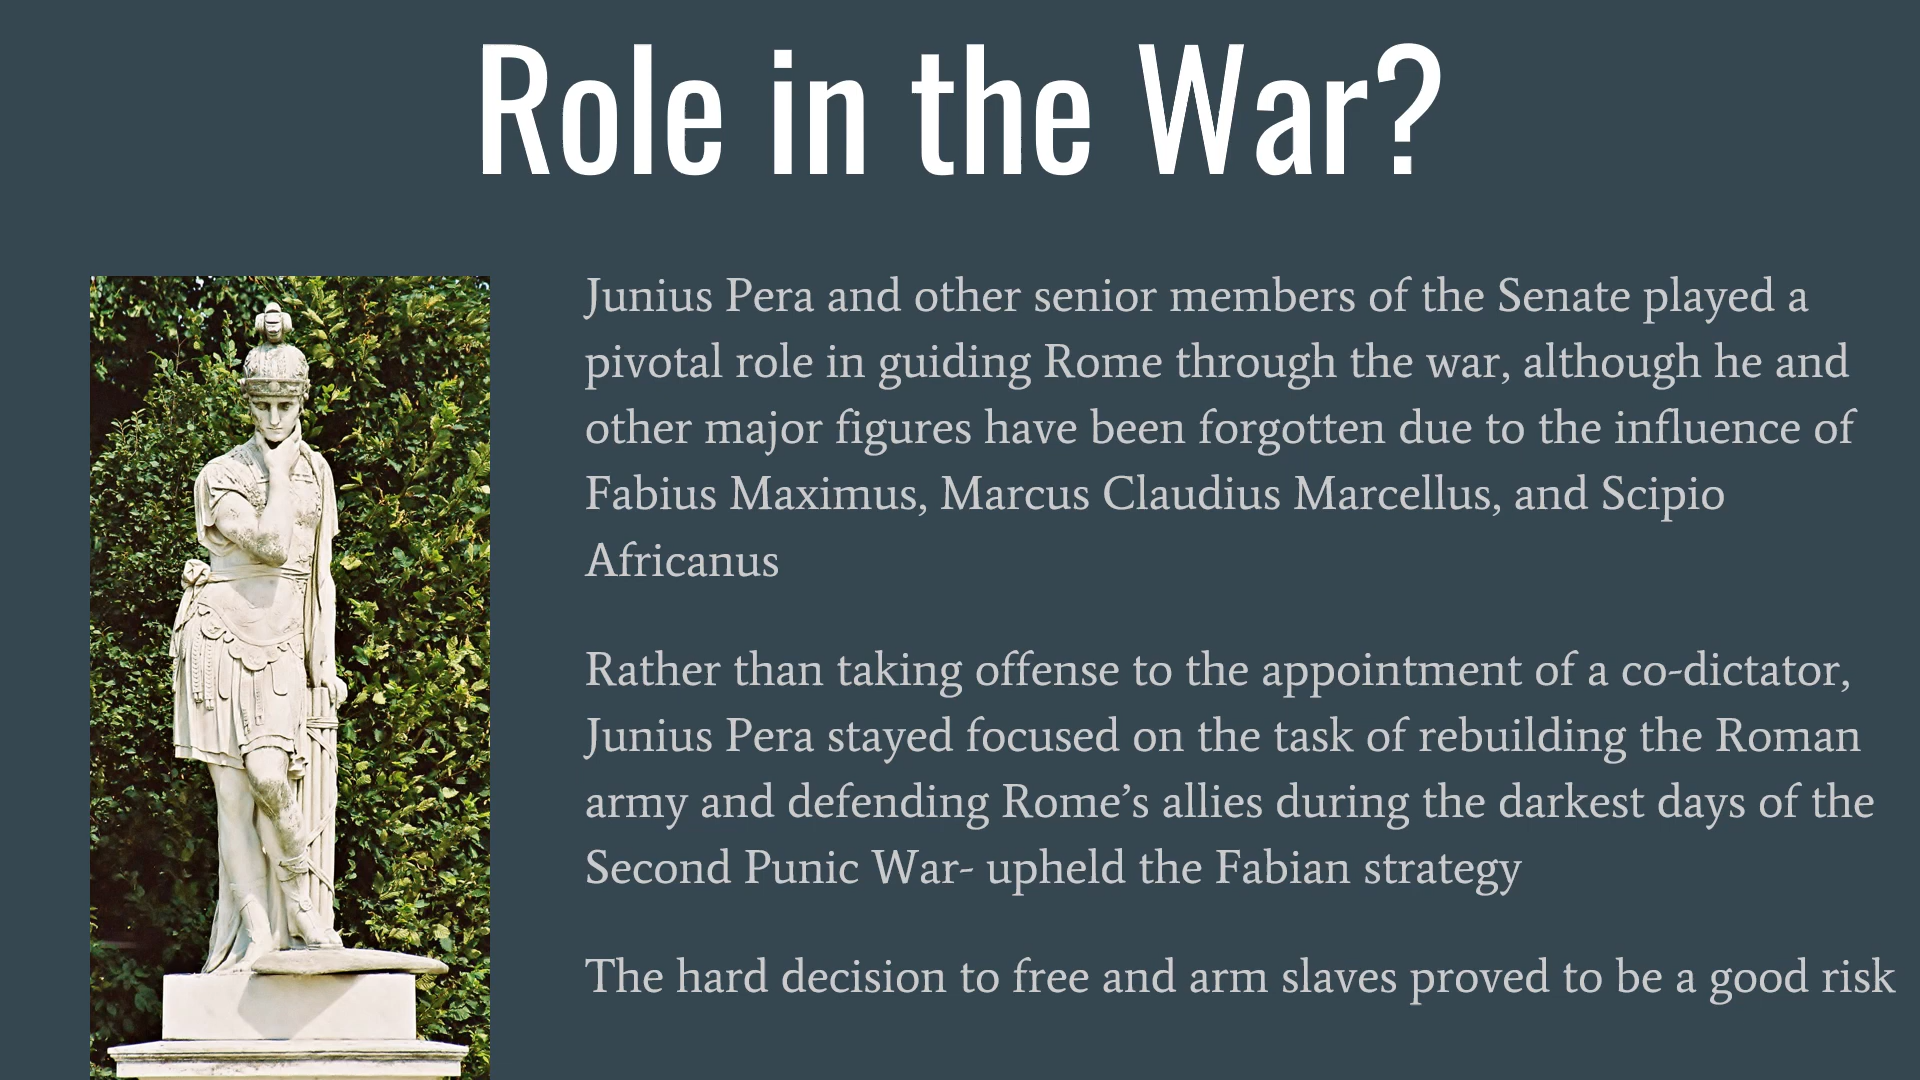 Role in the War?
Junius Pera and other senior members of the Senate played a
pivotal role in guiding Rome through the war, although he and
other major figures have been forgotten due to the influence of
Fabius Maximus, Marcus Claudius Marcellus, and Scipio
Africanus
Rather than taking offense to the appointment of a co-dictator,
Junius Pera stayed focused on the task of rebuilding the Roman
army and defending Rome’s allies during the darkest days of the
Second Punic War- upheld the Fabian strategy
The hard decision to free and arm slaves proved to be a good risk